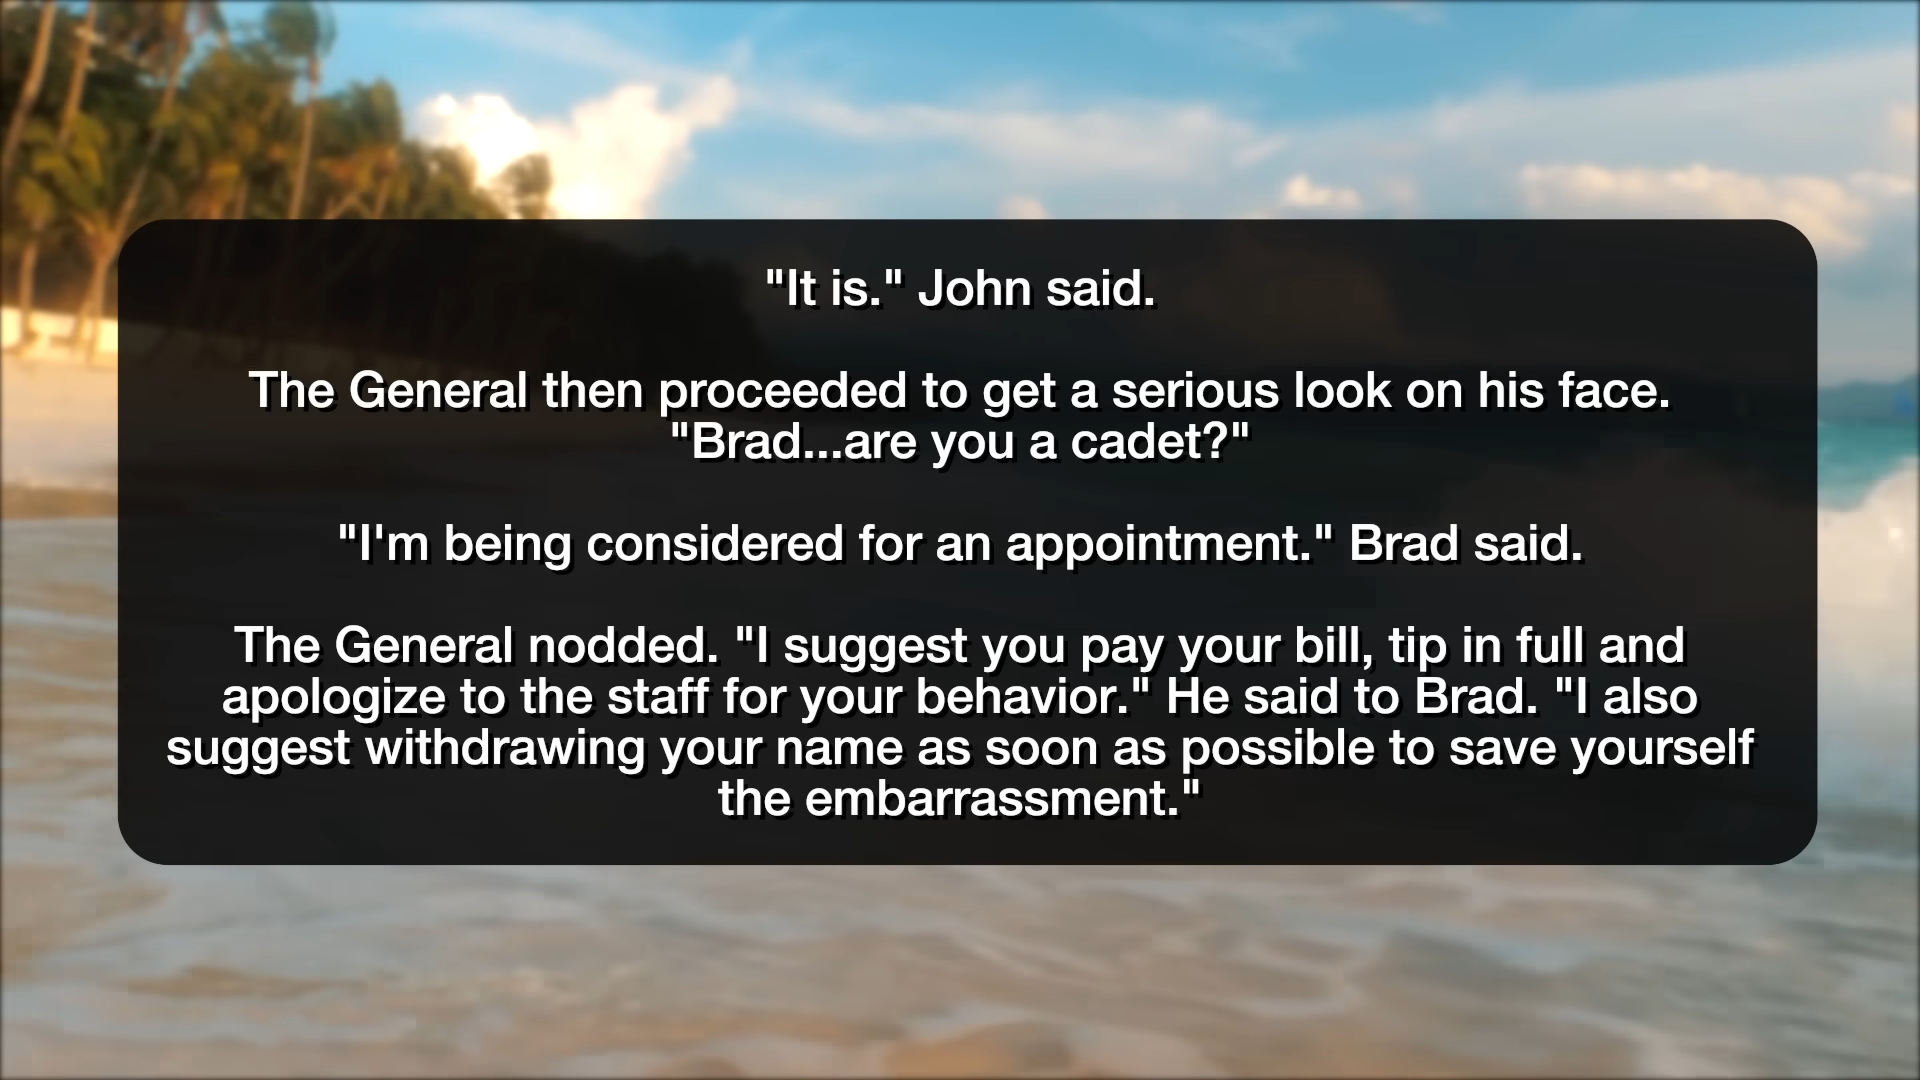 "It is." John said.
The General then proceeded to get a serious look on his face.
"Brad...are you a cadet?"
"I'm being considered for an appointment." Brad said.
The General nodded. "I suggest you pay your bill, tip in full and
apologize to the staff for your behavior." He said to Brad. "I also
suggest withdrawing your name as soon as possible to save yourself
the embarrassment."